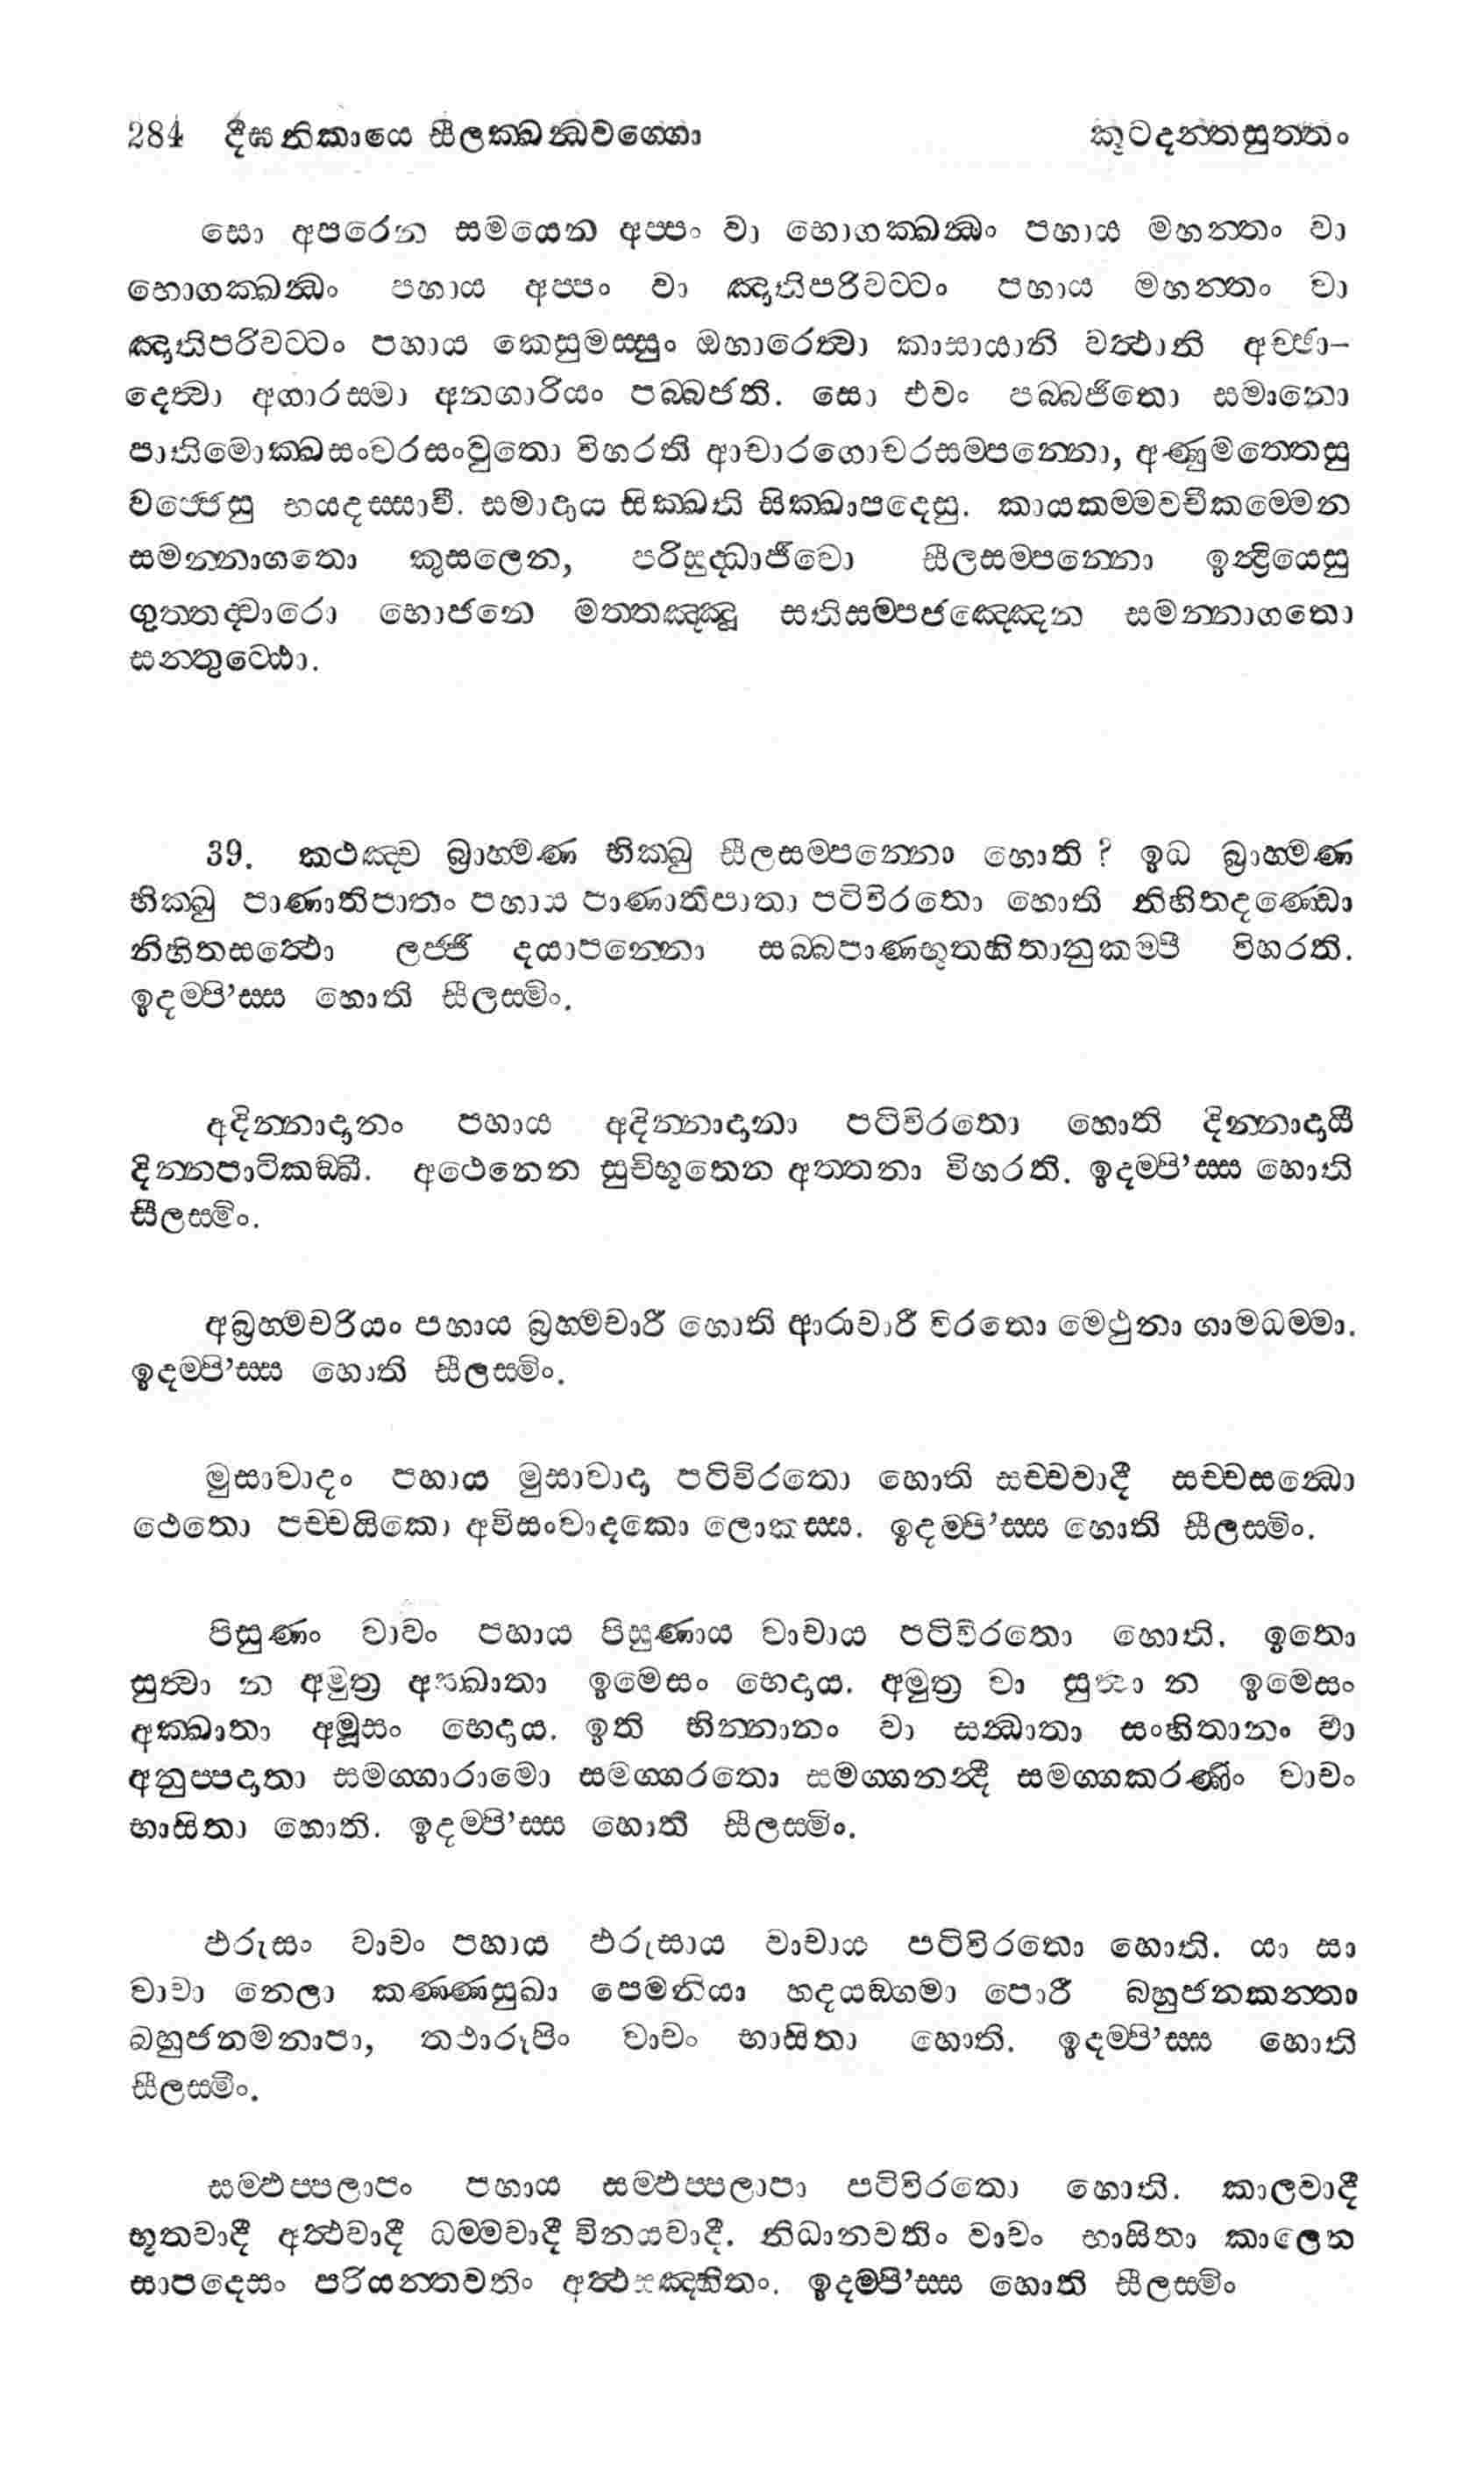 284 දීඝනිකායෙ සීලක්ඛන්ධවග්ගො කූටදන්තසුත්තං
සො අපරෙන සමයෙන අප්පං වා භොගක්ඛන්ධං පහාය මහන්තං වා
භොගක්ඛන්ධං පහාය අප්පං වා ඤාතිපරිවට්ටං පහාය මහන්තං වා
ඤාතිපරිවට්ටං පහාය කෙසුමස්සුං ඔහාරෙත්වා කාසායානි වත්ථානි අච්ඡා–
දෙත්වා අගාරස්මා අනගාරියං පබ්බජති. සො එවං පබ්බජිතො සමානො
පාතිමොක්ඛසංවරසංවුතො විහරති ආචාරගොචරසම්පන්නො, අණුමත්තෙසු
වජ්ජෙසු භයදස්සාවී. සමාදාය සික්ඛති සික්ඛාපදෙසු. කායකම්මවචීකම්මෙන
සමන්නාගතො කුසලෙන, පරිසුද්ධාජීවො සීලසම්පන්නො ඉන්ද්‍රියෙසු
ගුත්තද්වාරො භොජනෙ මත්තඤ්ඤූ සතිසම්පජඤ්ඤෙන සමන්නාගතො
සන්තුට්ඨො.
39. කථඤ්ච බ්‍රාහ්මණ භික්ඛු සීලසම්පන්නො හොති? ඉධ බ්‍රාහ්මණ
භික්ඛු පාණාතිපාතං පහාය පාණාතිපාතා පටිවිරතො හොති නිහිතදණ්ඩො
නිහිතසත්ථො ලජ්ජී දයාපන්නො සබ්බපාණභූතහිතානුකම්පී විහරති.
ඉදම්පි’ස්ස හොති සීලස්මිං.
අදින්නාදානං පහාය අදින්නාදානා පටිවිරතො හොති දින්නාදායී
දින්නපාටිකඞ්ඛී. අථෙනෙන සුචිභූතෙන අත්තනා විහරති. ඉදම්පි’ස්ස හොති
සීලස්මිං.
අබ්‍රහ්මචරියං පහාය බ්‍රහ්මචාරී හොති ආරාචාරී විරතො මෙථුනා ගාමධම්මා.
ඉදම්පි’ස්ස හොති සීලස්මිං.
මුසාවාදං පහාය මුසාවාදා පටිවිරතො හොති සච්චවාදී සච්චසන්ධො
ථෙතො පච්චයිකො අවිසංවාදකො ලොකස්ස. ඉදම්පි’ස්ස හොති සීලස්මිං.
පිසුණං වාචං පහාය පිසුණාය වාචාය පටිවිරතො හොති. ඉතො
සුත්වා න අමුත්‍ර අක්ඛාතා ඉමෙසං භෙදාය. අමුත්‍ර වා සුත්වා න ඉමෙසං
අක්ඛාතා අමූසං භෙදාය. ඉති භින්නානං වා සන්ධාතා සංහිතානං වා
අනුප්පදාතා සමග්ගාරාමො සමග්ගරතො සමග්ගනන්දී සමග්ගකරණිං වාචං
භාසිතා හොති. ඉදම්පි’ස්ස හොති සීලස්මිං.
ඵරුසං වාචං පහාය ඵරුසාය වාචාය පටිවිරතො හොති. යා සා
වාචා නෙලා කණ්ණසුඛා පෙමනියා හදයඞ්ගමා පොරී බහුජනකන්තා
බහුජනමනාපා, තථාරූපිං වාචං භාසිතා හොති. ඉදම්පි’ස්ස හොති
සීලස්මිං.
සම්ඵප්පලාපං පහාය සම්ඵප්පලාපා පටිවිරතො හොති. කාලවාදී
භූතවාදී අත්ථවාදී ධම්මවාදී විනයවාදී. නිධානවතිං වාචං භාසිතා කාලෙන
සාපදෙසං පරියන්තවතිං අත්ථසඤ්හිතං. ඉදම්පි’ස්ස හොති සීලස්මිං